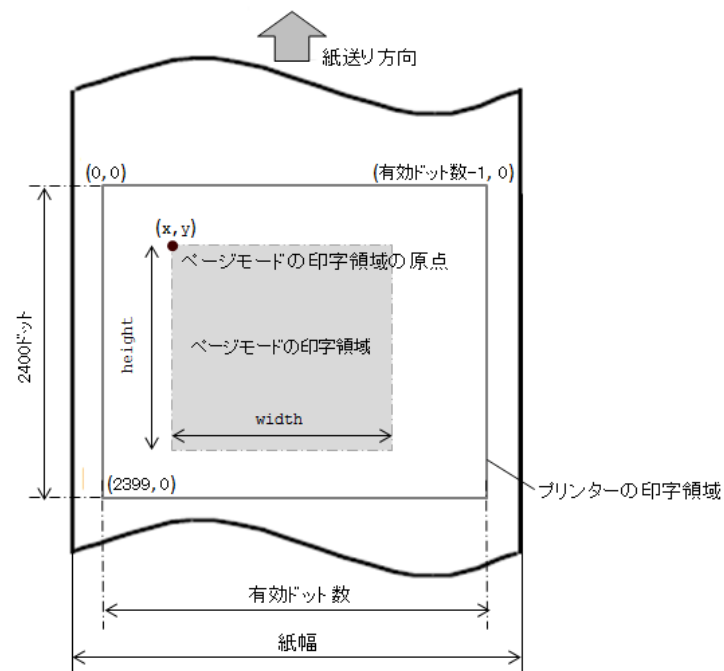 紙送り方向
(0,0)
(有効ドット数-1, 0)
(x,y)
ページモードの印字領域の原点
2400ドット
height
ページモードの印字領域
width
(2399,0)
プリンターの印字領域
有効ドット数
紙幅